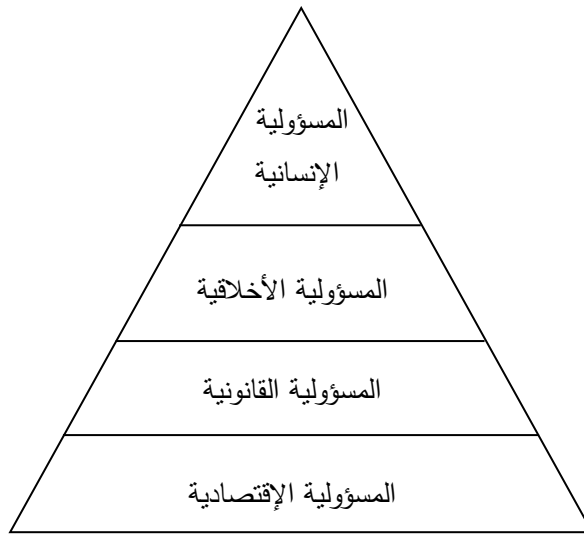 المسؤولية
الإنسانية
المسؤولية الأخلاقية
المسؤولية القانونية
المسؤولية الإقتصادية